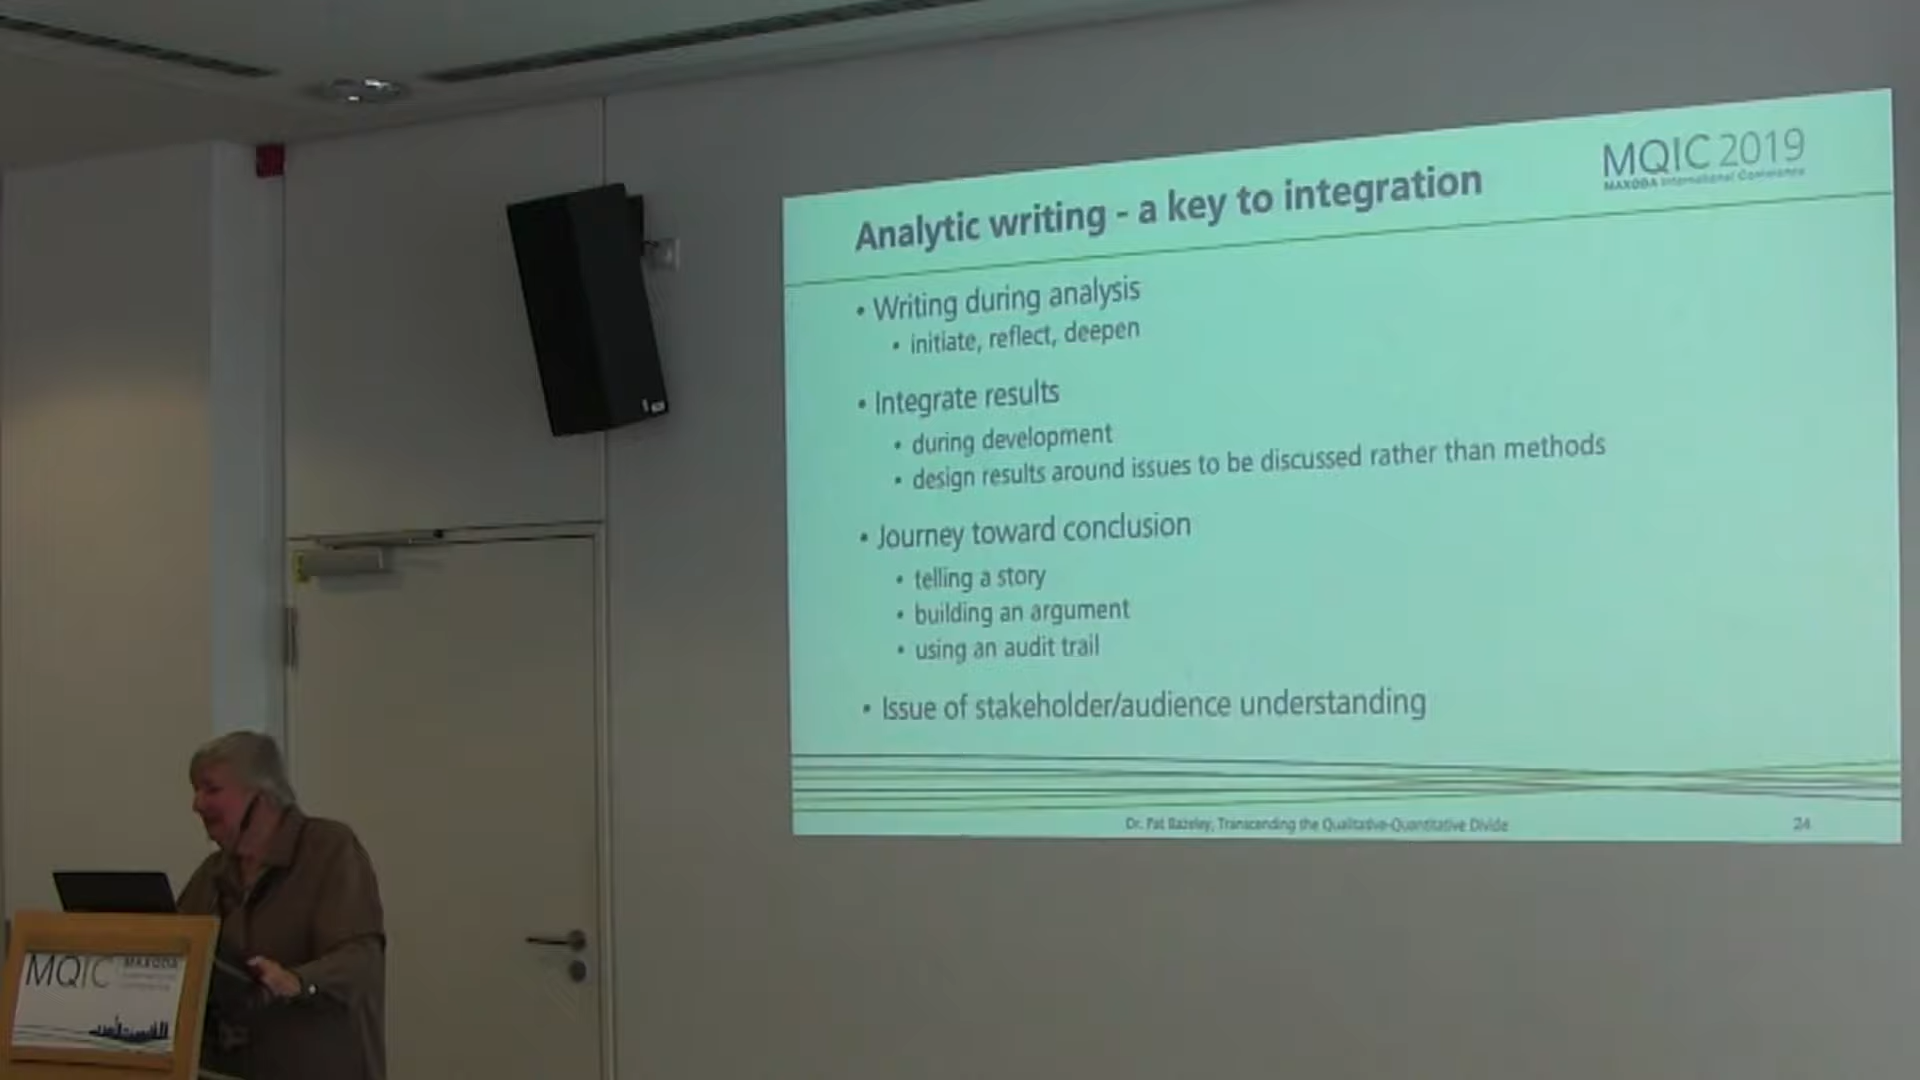 MQIC 2019
MAXQDA International Conference
Analytic writing - a key to integration
• Writing during analysis
• initiate, reflect, deepen
• Integrate results
• during development
• design results around issues to be discussed rather than methods
• Journey toward conclusion
• telling a story
• building an argument
• using an audit trail
• Issue of stakeholder/audience understanding
Dr. Pat Bazeley, Transcending the Qualitative-Quantitative Divide
24
MQIC
MAXQDA